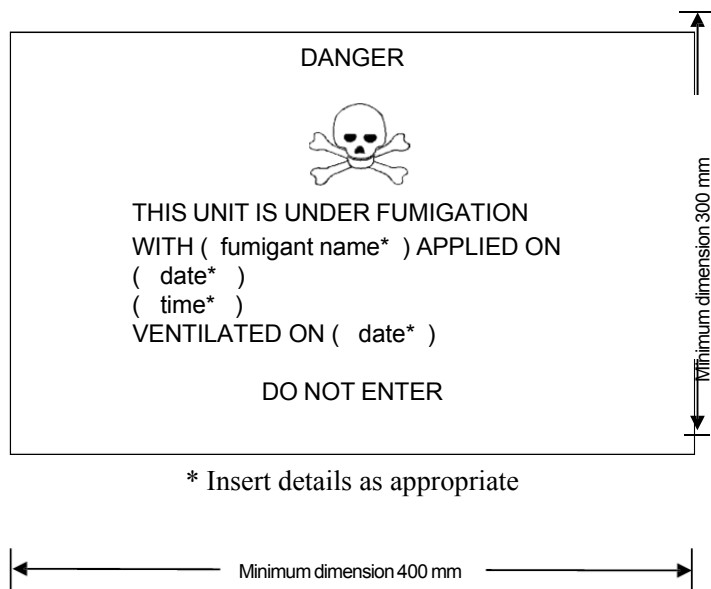 DANGER
THIS UNIT IS UNDER FUMIGATION
WITH ( fumigant name* ) APPLIED ON
( date* )
( time* )
VENTILATED ON ( date* )
DO NOT ENTER
Minimum dimension 300 mm
* Insert details as appropriate
Minimum dimension 400 mm